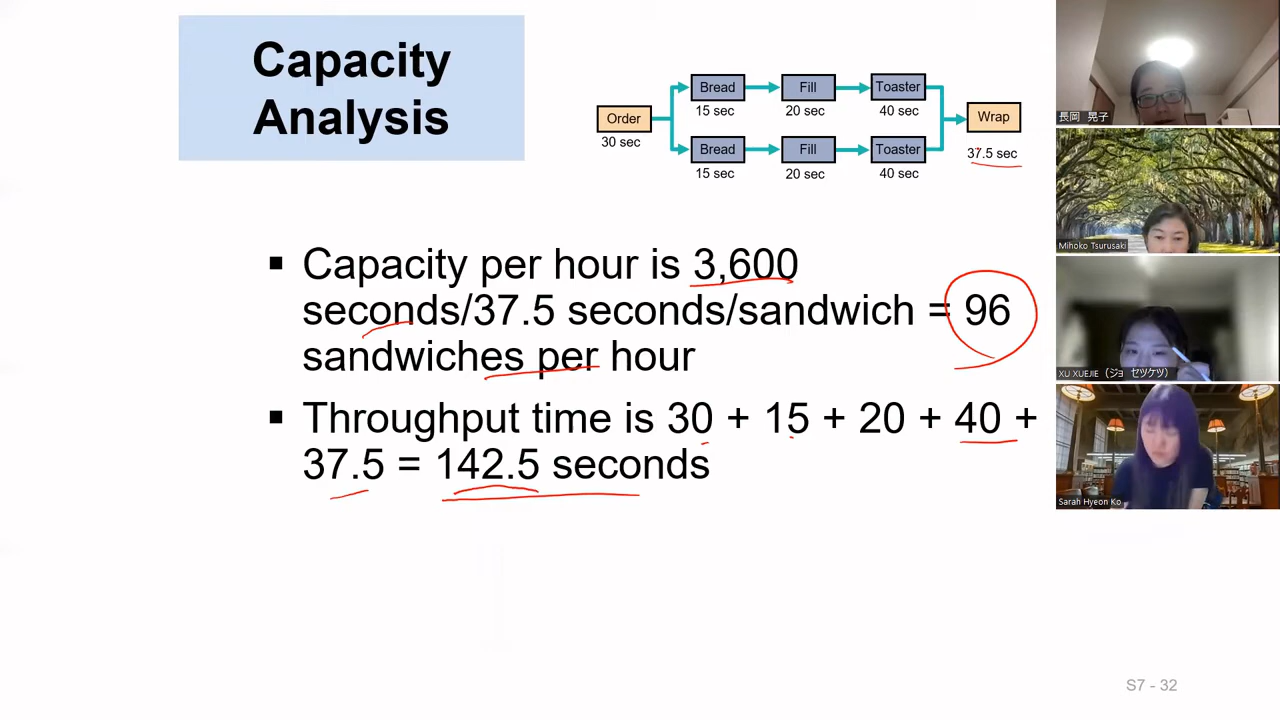 Capacity
Analysis
Order
30 sec
Bread
15 sec
Fill
20 sec
Toaster
40 sec
Bread
15 sec
Fill
20 sec
Toaster
40 sec
Wrap
37.5 sec
▪ Capacity per hour is 3,600
seconds/37.5 seconds/sandwich = 96
sandwiches per hour
▪ Throughput time is 30 + 15 + 20 + 40 +
37.5 = 142.5 seconds
S7 - 32
長岡 晃子
Mihoko Tsurusaki
XU XUEJIE（ジョ セツケツ）
Sarah Hyeon Ko